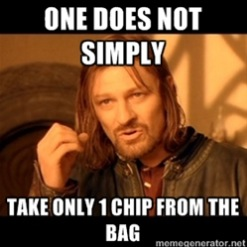 ONE DOES NOT
SIMPLY
TAKE ONLY 1 CHIP FROM THE
BAG
memegenerator.net